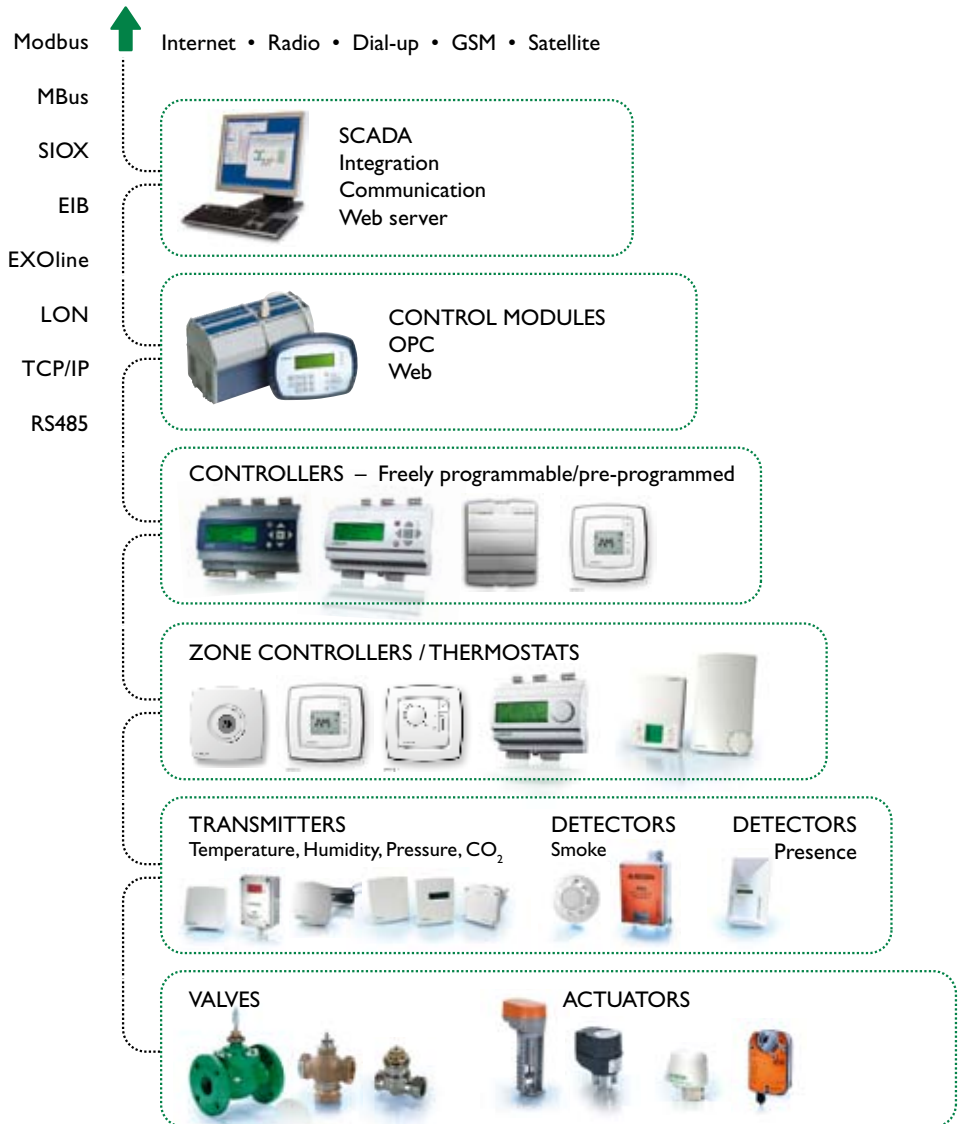 Modbus
Internet • Radio • Dial-up • GSM • Satellite
MBus
SIOX
EIB
EXOline
LON
TCP/IP
RS485
SCADA
Integration
Communication
Web server
CONTROL MODULES
OPC
Web
CONTROLLERS – Freely programmable/pre-programmed
ZONE CONTROLLERS / THERMOSTATS
TRANSMITTERS
Temperature, Humidity, Pressure, CO₂
DETECTORS
Smoke
DETECTORS
Presence
VALVES
ACTUATORS